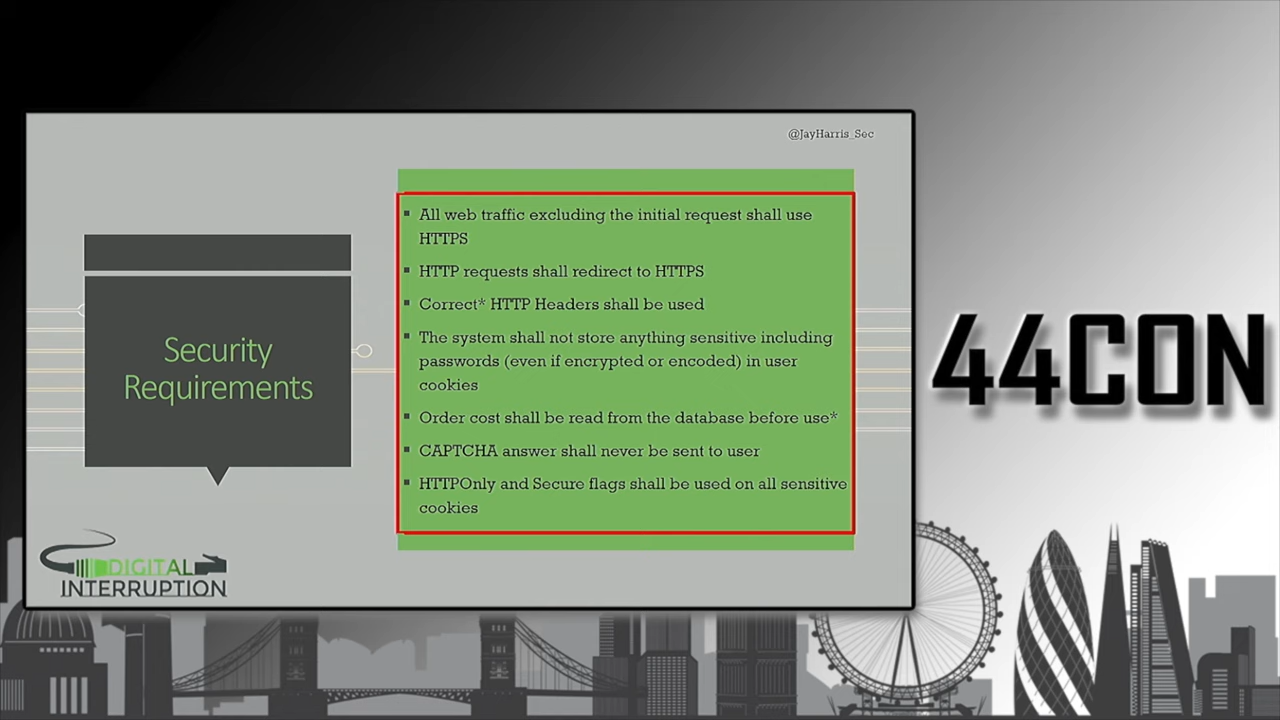 @JayHarris_Sec
Security
Requirements
▪ All web traffic excluding the initial request shall use
HTTPS
▪ HTTP requests shall redirect to HTTPS
▪ Correct* HTTP Headers shall be used
▪ The system shall not store anything sensitive including
passwords (even if encrypted or encoded) in user
cookies
▪ Order cost shall be read from the database before use*
▪ CAPTCHA answer shall never be sent to user
▪ HTTPOnly and Secure flags shall be used on all sensitive
cookies
DIGITAL
INTERRUPTION
44CON